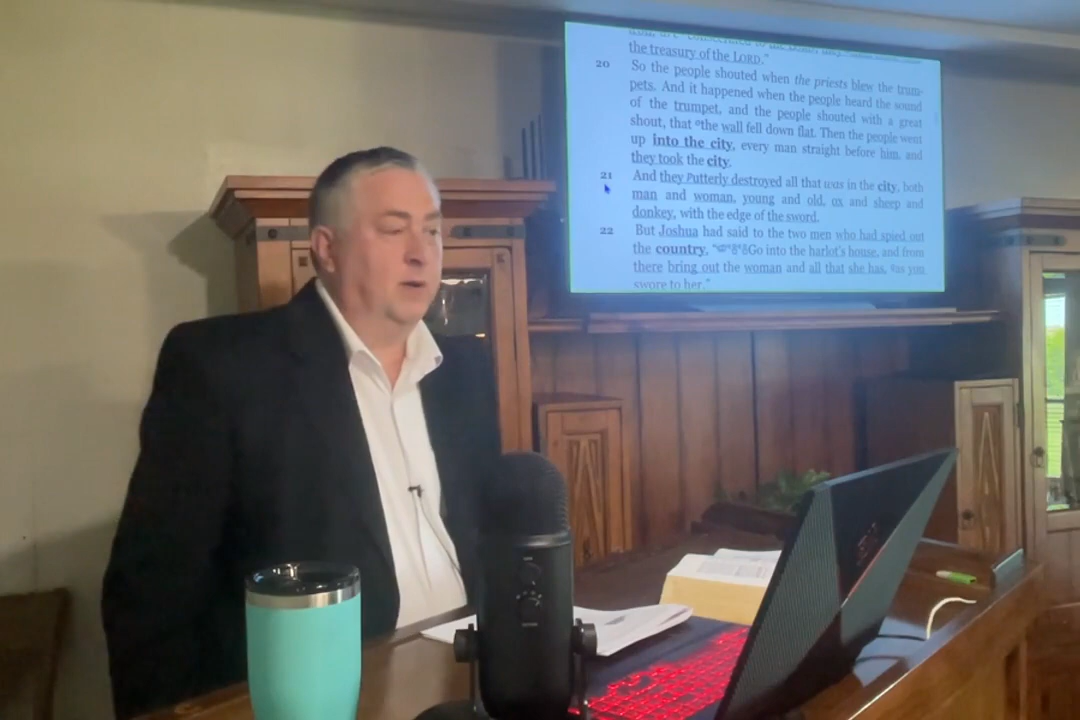 the treasury of the LORD."
20 So the people shouted when the priests blew the trum-
pets. And it happened when the people heard the sound
of the trumpet, and the people shouted with a great
shout, that the wall fell down flat. Then the people went
up into the city, every man straight before him, and
they took the city.
21 And they utterly destroyed all that was in the city, both
man and woman, young and old, ox and sheep and
donkey, with the edge of the sword.
22 But Joshua had said to the two men who had spied out
the country, "Go into the harlot's house, and from
there bring out the woman and all that she has, as you
swore to her."